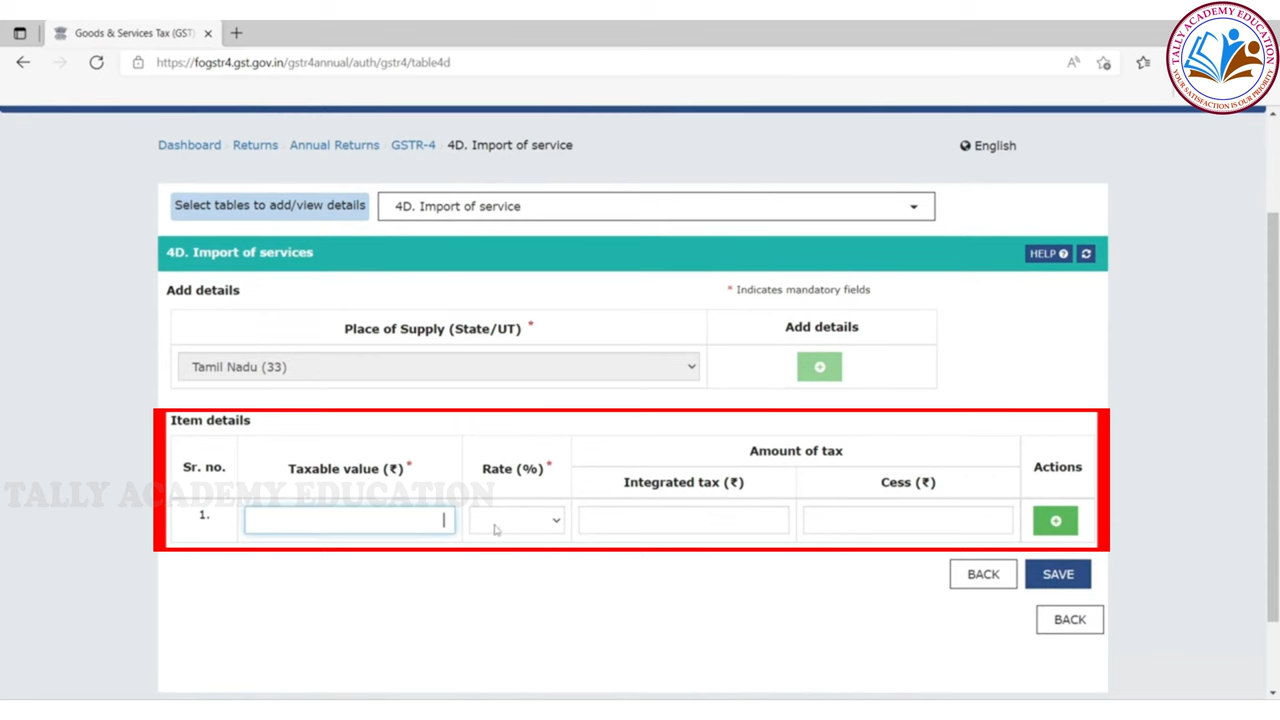 Goods & Services Tax (GST)
https://fogstr4.gst.gov.in/gstr4annual/auth/gstr4/table4d
TALLY ACADEMY EDUCATION
YOUR SATISFACTION IS OUR PRIORITY
Dashboard Returns Annual Returns GSTR-4 4D. Import of service
English
Select tables to add/view details 4D. Import of service
4D. Import of services HELP
Add details * Indicates mandatory fields
Place of Supply (State/UT) * Add details
Tamil Nadu (33)
Item details
Sr. no. Taxable value (₹) * Rate (%) * Amount of tax Actions
Integrated tax (₹) Cess (₹)
TALLY ACADEMY EDUCATION
1.
BACK SAVE
BACK